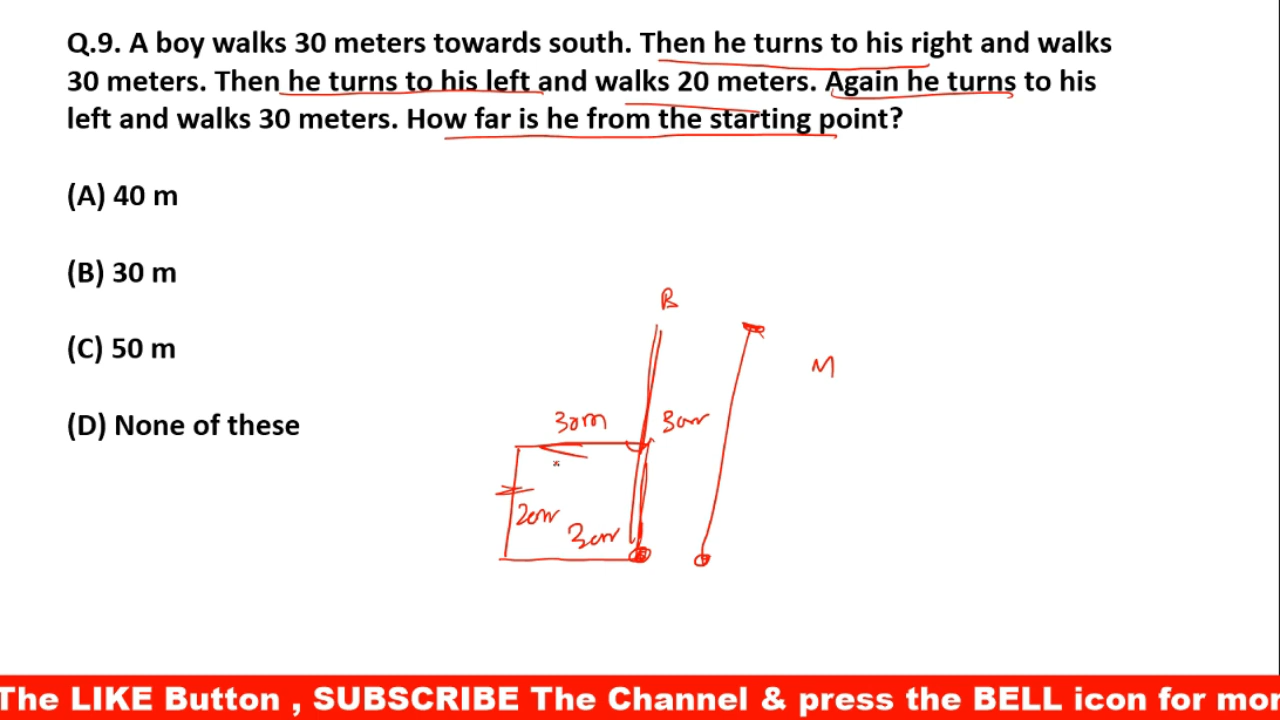 Q.9. A boy walks 30 meters towards south. Then he turns to his right and walks
30 meters. Then he turns to his left and walks 20 meters. Again he turns to his
left and walks 30 meters. How far is he from the starting point?
(A) 40 m
(B) 30 m
(C) 50 m
(D) None of these
B
M
30m
30m
20m
30m
The LIKE Button , SUBSCRIBE The Channel & press the BELL icon for mor